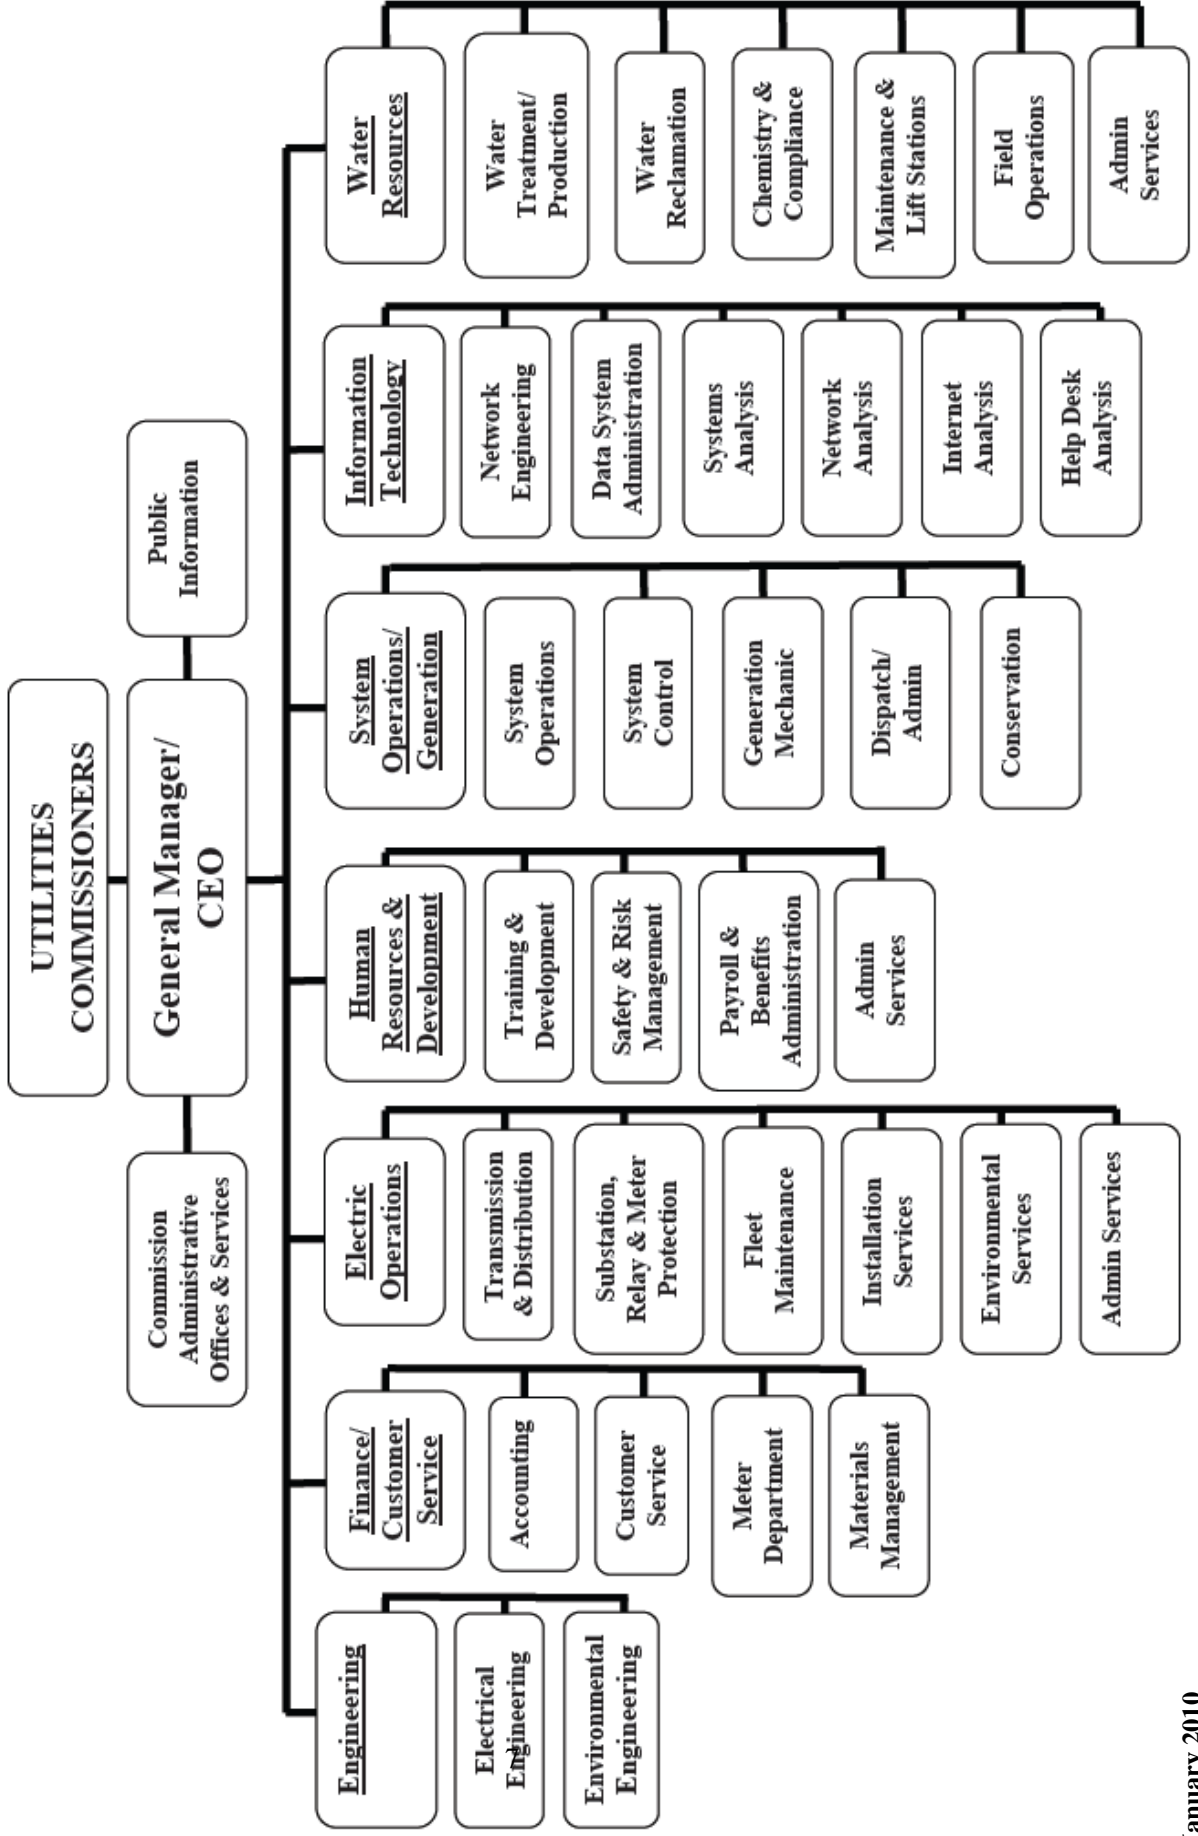 UTILITIES
COMMISSIONERS
Commission
Administrative
Offices & Services
General Manager/
CEO
Public
Information
Engineering
Electrical
Engineering
Environmental
Engineering
Finance/
Customer
Service
Accounting
Customer
Service
Meter
Department
Materials
Management
Electric
Operations
Transmission
& Distribution
Substation,
Relay & Meter
Protection
Fleet
Maintenance
Installation
Services
Environmental
Services
Admin Services
Human
Resources &
Development
Training &
Development
Safety & Risk
Management
Payroll &
Benefits
Administration
Admin
Services
System
Operations/
Generation
System
Operations
System
Control
Generation
Mechanic
Dispatch/
Admin
Conservation
Information
Technology
Network
Engineering
Data System
Administration
Systems
Analysis
Network
Analysis
Internet
Analysis
Help Desk
Analysis
Water
Resources
Water
Treatment/
Production
Water
Reclamation
Chemistry &
Compliance
Maintenance &
Lift Stations
Field
Operations
Admin
Services
January 2010